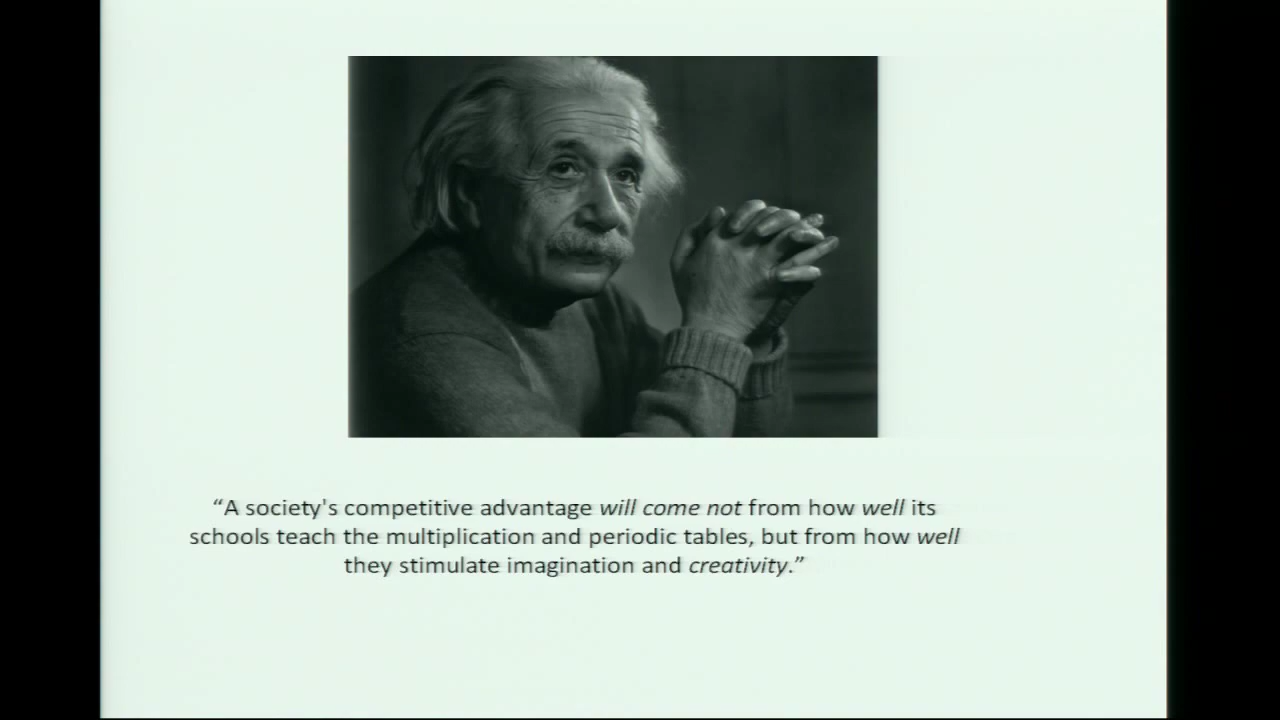 “A society's competitive advantage will come not from how well its
schools teach the multiplication and periodic tables, but from how well
they stimulate imagination and creativity.”